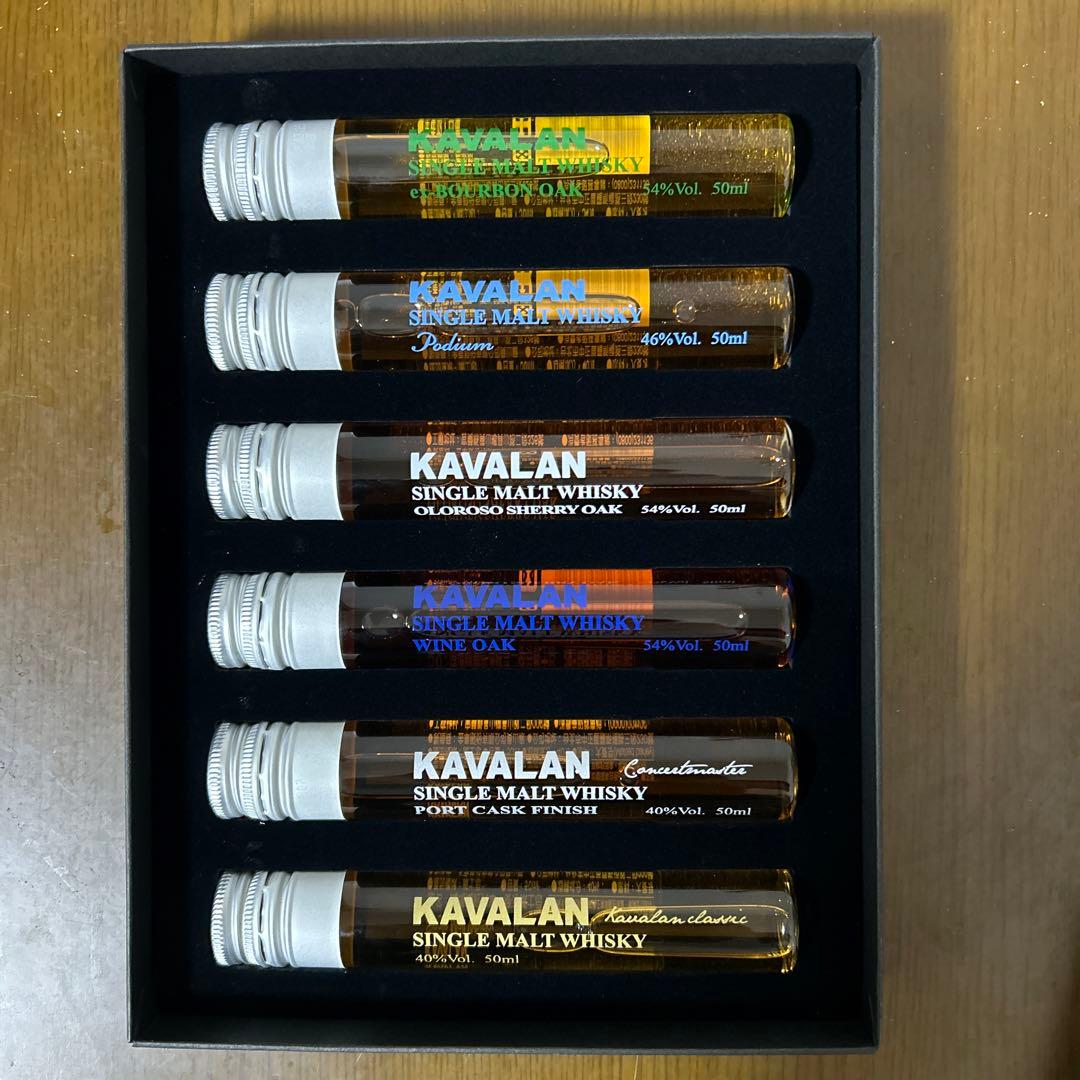 KAVALAN
SINGLE MALT WHISKY
ex-BOURBON OAK 54%Vol. 50ml
KAVALAN
SINGLE MALT WHISKY
Podium 46%Vol. 50ml
KAVALAN
SINGLE MALT WHISKY
OLOROSO SHERRY OAK 54%Vol. 50ml
KAVALAN
SINGLE MALT WHISKY
WINE OAK 54%Vol. 50ml
KAVALAN Concertmaster
SINGLE MALT WHISKY
PORT CASK FINISH 40%Vol. 50ml
KAVALAN Kavalan classic
SINGLE MALT WHISKY
40%Vol. 50ml